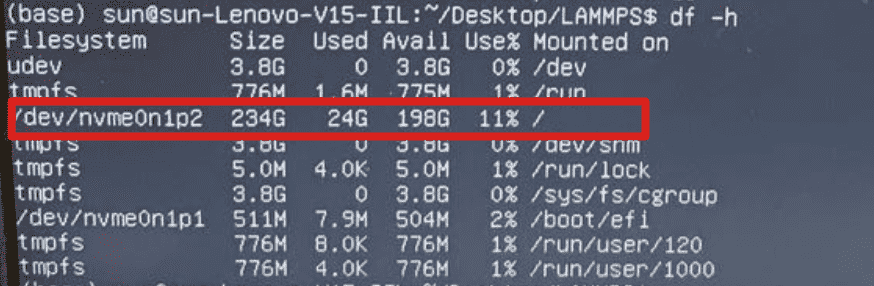 (base) sun@sun-Lenovo-V15-IIL:~/Desktop/LAMMPS$ df -h
Filesystem Size Used Avail Use% Mounted on
udev 3.8G 0 3.8G 0% /dev
tmpfs 776M 1.6M 775M 1% /run
/dev/nvme0n1p2 234G 24G 198G 11% /
tmpfs 3.8G 0 3.8G 0% /dev/shm
tmpfs 5.0M 4.0K 5.0M 1% /run/lock
tmpfs 3.8G 0 3.8G 0% /sys/fs/cgroup
/dev/nvme0n1p1 511M 7.9M 504M 2% /boot/efi
tmpfs 776M 8.0K 776M 1% /run/user/120
tmpfs 776M 4.0K 776M 1% /run/user/1000